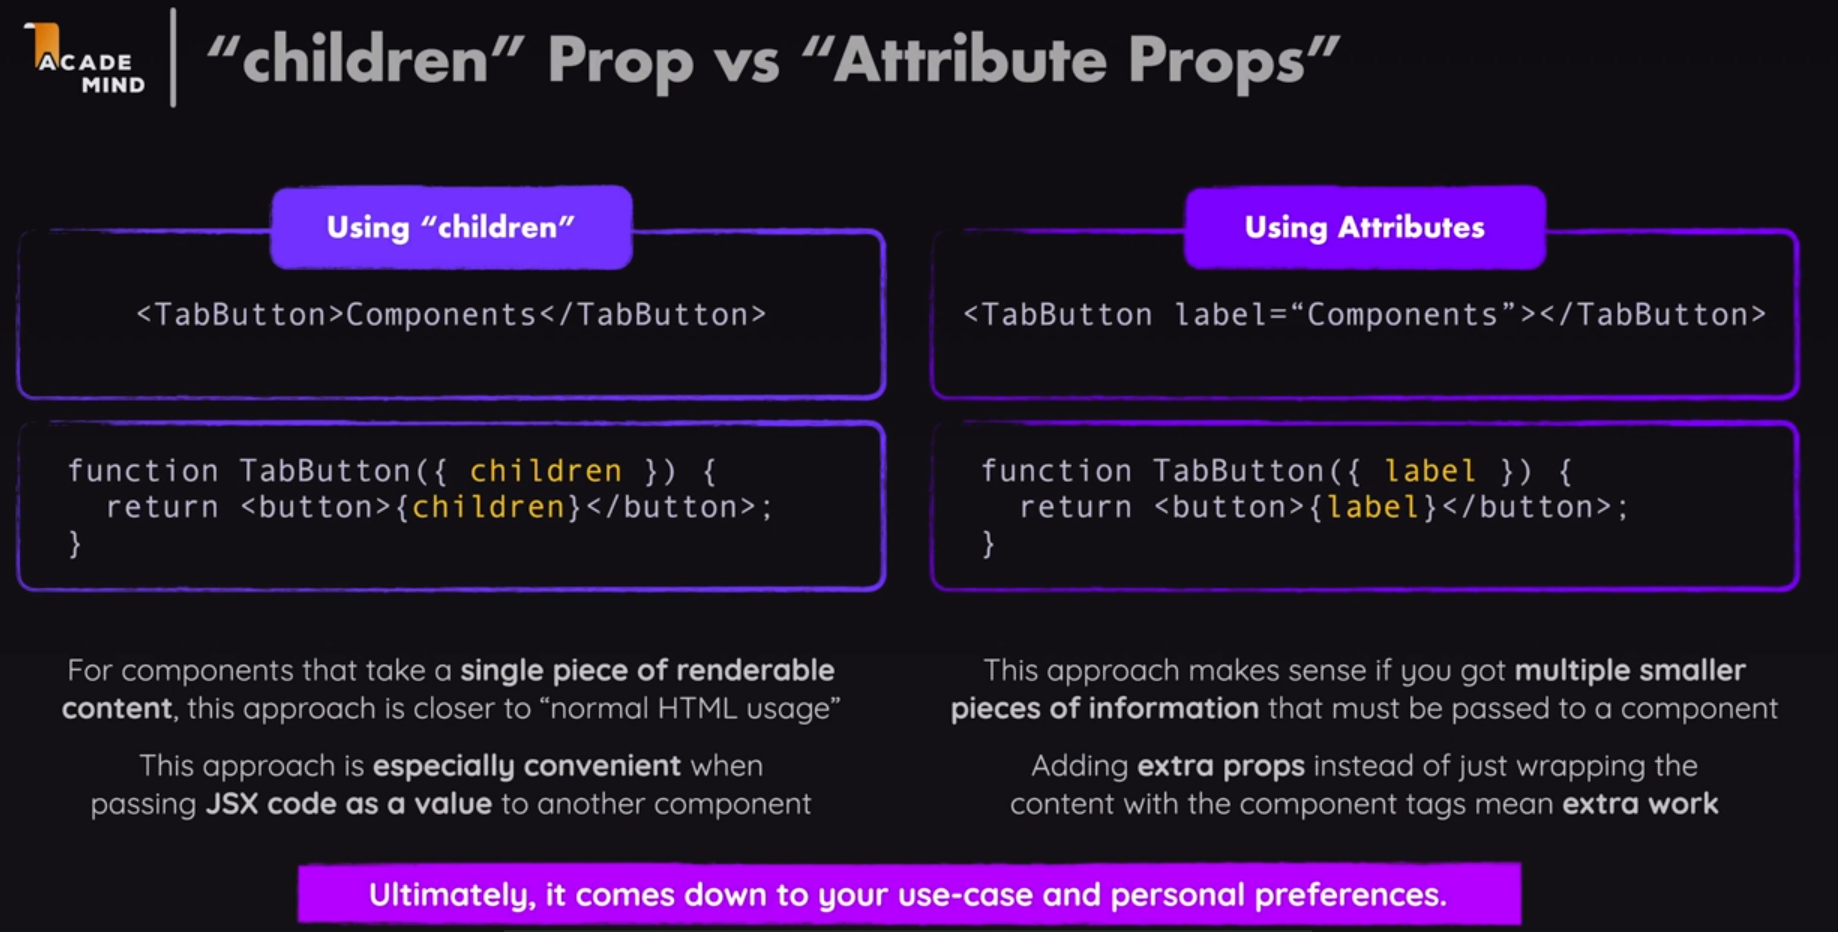 ACADE
MIND
“children” Prop vs “Attribute Props”
Using “children”
<TabButton>Components</TabButton>
function TabButton({ children }) {
  return <button>{children}</button>;
}
For components that take a single piece of renderable
content, this approach is closer to “normal HTML usage”
This approach is especially convenient when
passing JSX code as a value to another component
Using Attributes
<TabButton label=“Components”></TabButton>
function TabButton({ label }) {
  return <button>{label}</button>;
}
This approach makes sense if you got multiple smaller
pieces of information that must be passed to a component
Adding extra props instead of just wrapping the
content with the component tags mean extra work
Ultimately, it comes down to your use-case and personal preferences.